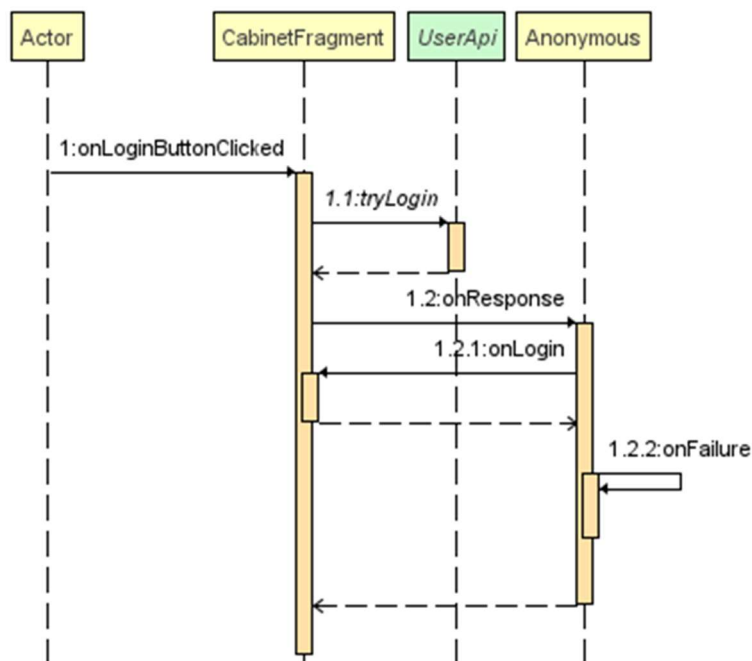 Actor
CabinetFragment
UserApi
Anonymous
1:onLoginButtonClicked
1.1:tryLogin
1.2:onResponse
1.2.1:onLogin
1.2.2:onFailure